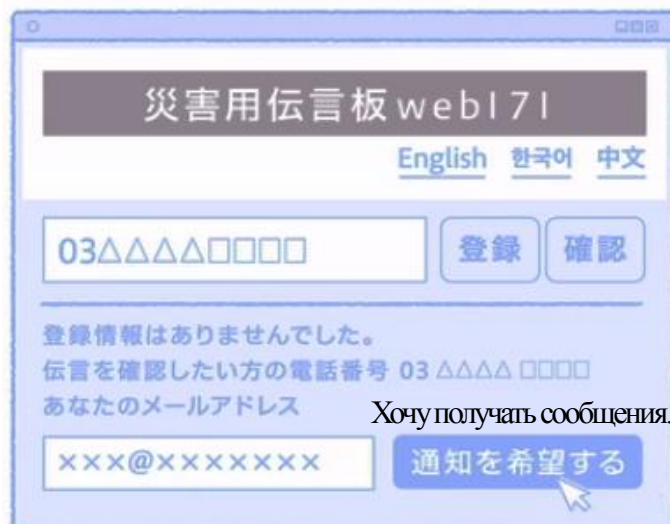 災害用伝言板web171
English 한국어 中文
03△△△△□□□□ 登録 確認
登録情報はありませんでした。
伝言を確認したい方の電話番号 03 △△△△ □□□□
あなたのメールアドレス
Хочу получать сообщения.
×××@××××××× 通知を希望する